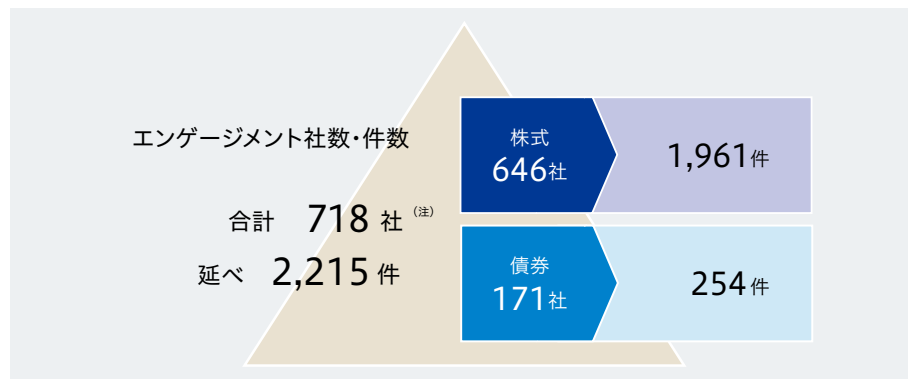 エンゲージメント社数・件数
合計 718 社 (注)
延べ 2,215 件
株式
646社
1,961件
債券
171社
254件